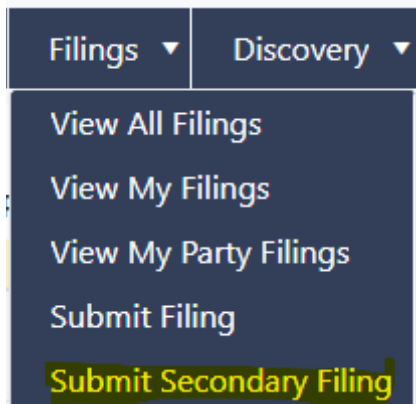 Filings ▼ Discovery ▼
View All Filings
View My Filings
View My Party Filings
Submit Filing
Submit Secondary Filing